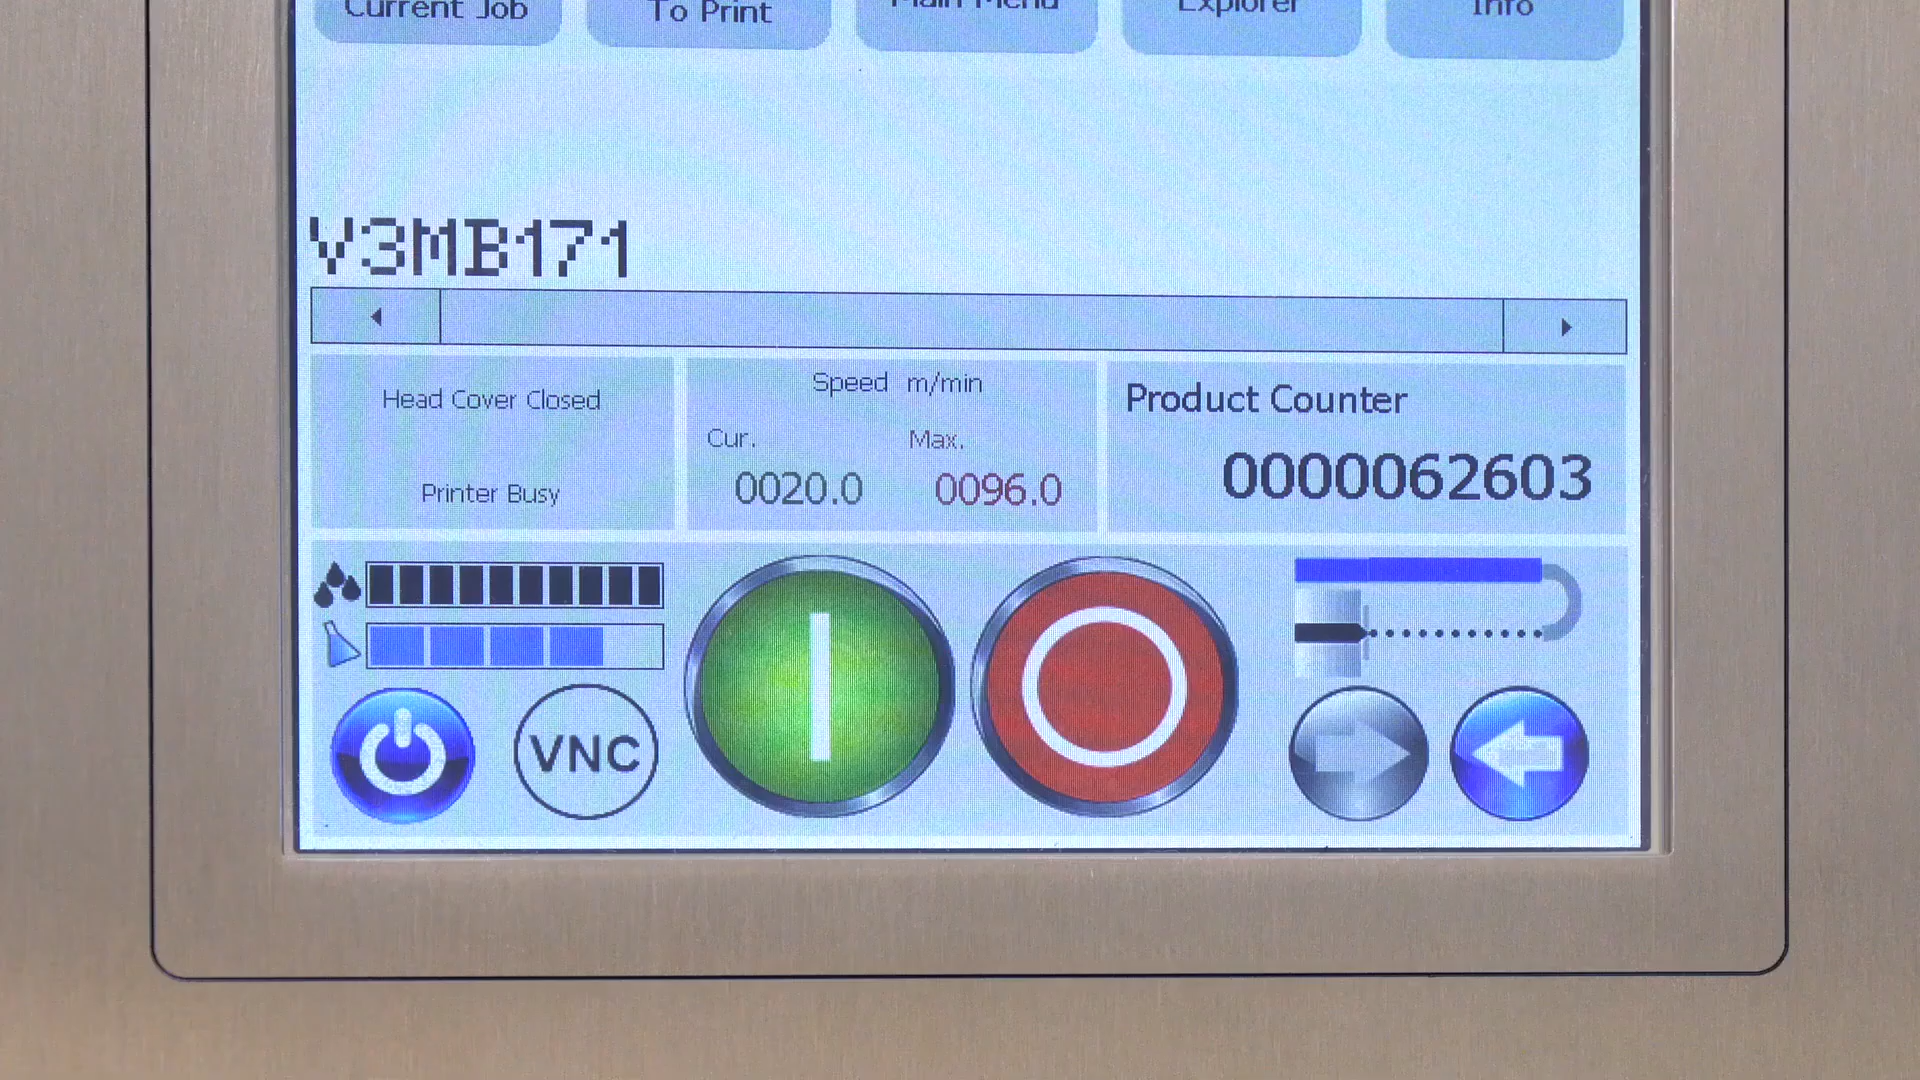 Current Job
To Print
Main Menu
Explorer
Info
V3MB171
Head Cover Closed
Printer Busy
Speed m/min
Cur.
Max.
0020.0
0096.0
Product Counter
0000062603
VNC